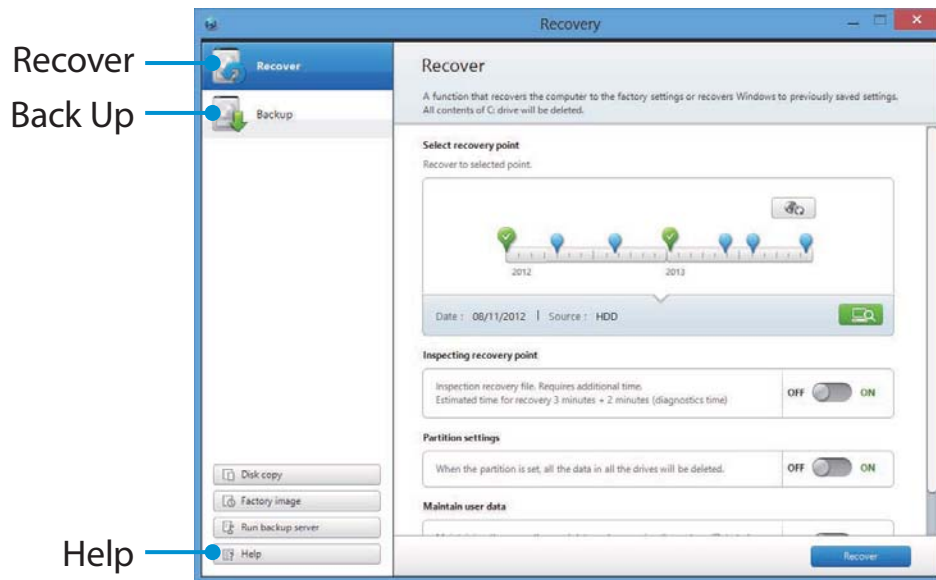 Recovery
Recover
Back Up
Help
Recover
Backup
Disk copy
Factory image
Run backup server
Help
Recover
A function that recovers the computer to the factory settings or recovers Windows to previously saved settings.
All contents of C: drive will be deleted.
Select recovery point
Recover to selected point.
2012 2013
Date : 08/11/2012 | Source : HDD
Inspecting recovery point
Inspection recovery file. Requires additional time.
Estimated time for recovery 3 minutes + 2 minutes (diagnostics time)
OFF ON
Partition settings
When the partition is set, all the data in all the drives will be deleted.
OFF ON
Maintain user data
Recover